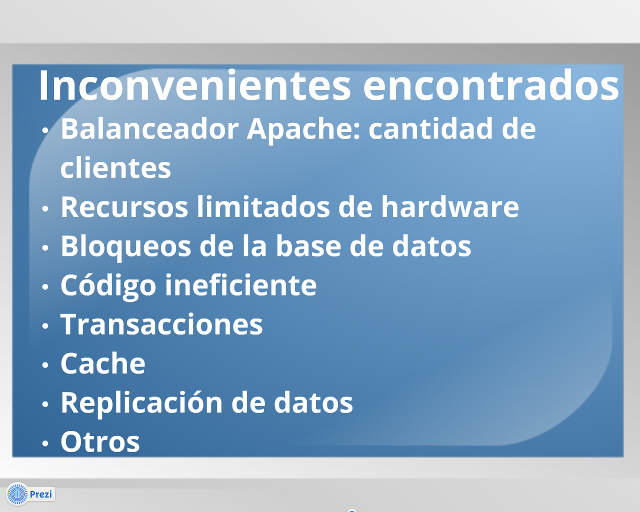 Inconvenientes encontrados
• Balanceador Apache: cantidad de
clientes
• Recursos limitados de hardware
• Bloqueos de la base de datos
• Código ineficiente
• Transacciones
• Cache
• Replicación de datos
• Otros
Prezi